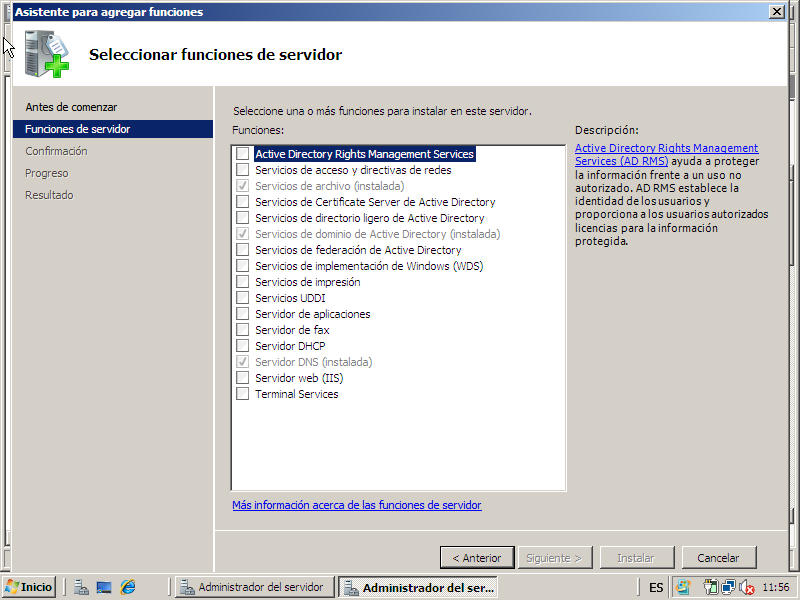 Asistente para agregar funciones
Seleccionar funciones de servidor
Antes de comenzar
Funciones de servidor
Confirmación
Progreso
Resultado
Seleccione una o más funciones para instalar en este servidor.
Funciones:
Active Directory Rights Management Services
Servicios de acceso y directivas de redes
Servicios de archivo (instalada)
Servicios de Certificate Server de Active Directory
Servicios de directorio ligero de Active Directory
Servicios de dominio de Active Directory (instalada)
Servicios de federación de Active Directory
Servicios de implementación de Windows (WDS)
Servicios de impresión
Servicios UDDI
Servidor de aplicaciones
Servidor de fax
Servidor DHCP
Servidor DNS (instalada)
Servidor web (IIS)
Terminal Services
Más información acerca de las funciones de servidor
Descripción:
Active Directory Rights Management
Services (AD RMS) ayuda a proteger
la información frente a un uso no
autorizado. AD RMS establece la
identidad de los usuarios y
proporciona a los usuarios autorizados
licencias para la información
protegida.
< Anterior
Siguiente >
Instalar
Cancelar
Inicio
Administrador del servidor
Administrador del ser...
ES
11:56